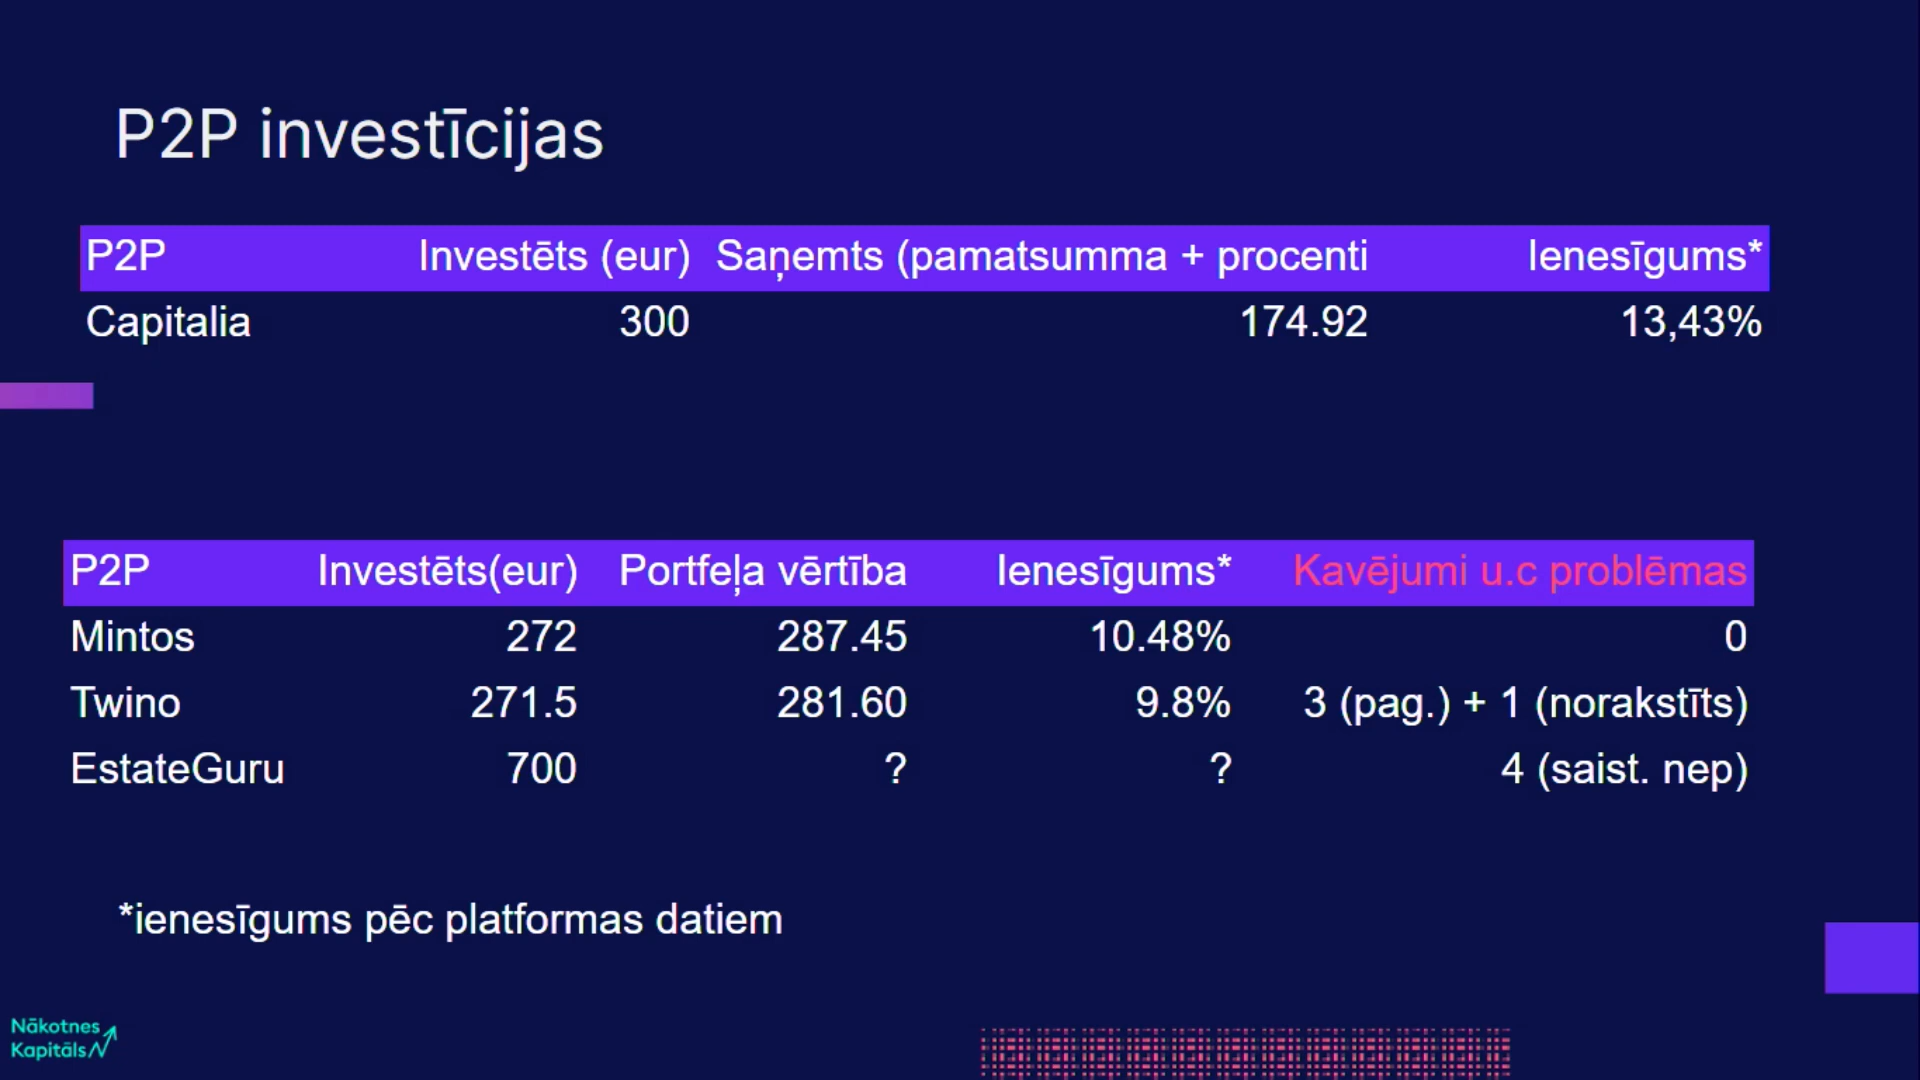 P2P investīcijas
P2P Investēts (eur) Saņemts (pamatsumma + procenti Ienesīgums*
Capitalia 300 174.92 13,43%
P2P Investēts(eur) Portfeļa vērtība Ienesīgums* Kavējumi u.c problēmas
Mintos 272 287.45 10.48% 0
Twino 271.5 281.60 9.8% 3 (pag.) + 1 (norakstīts)
EstateGuru 700 ? ? 4 (saist. nep)
*ienesīgums pēc platformas datiem
Nākotnes
Kapitāls